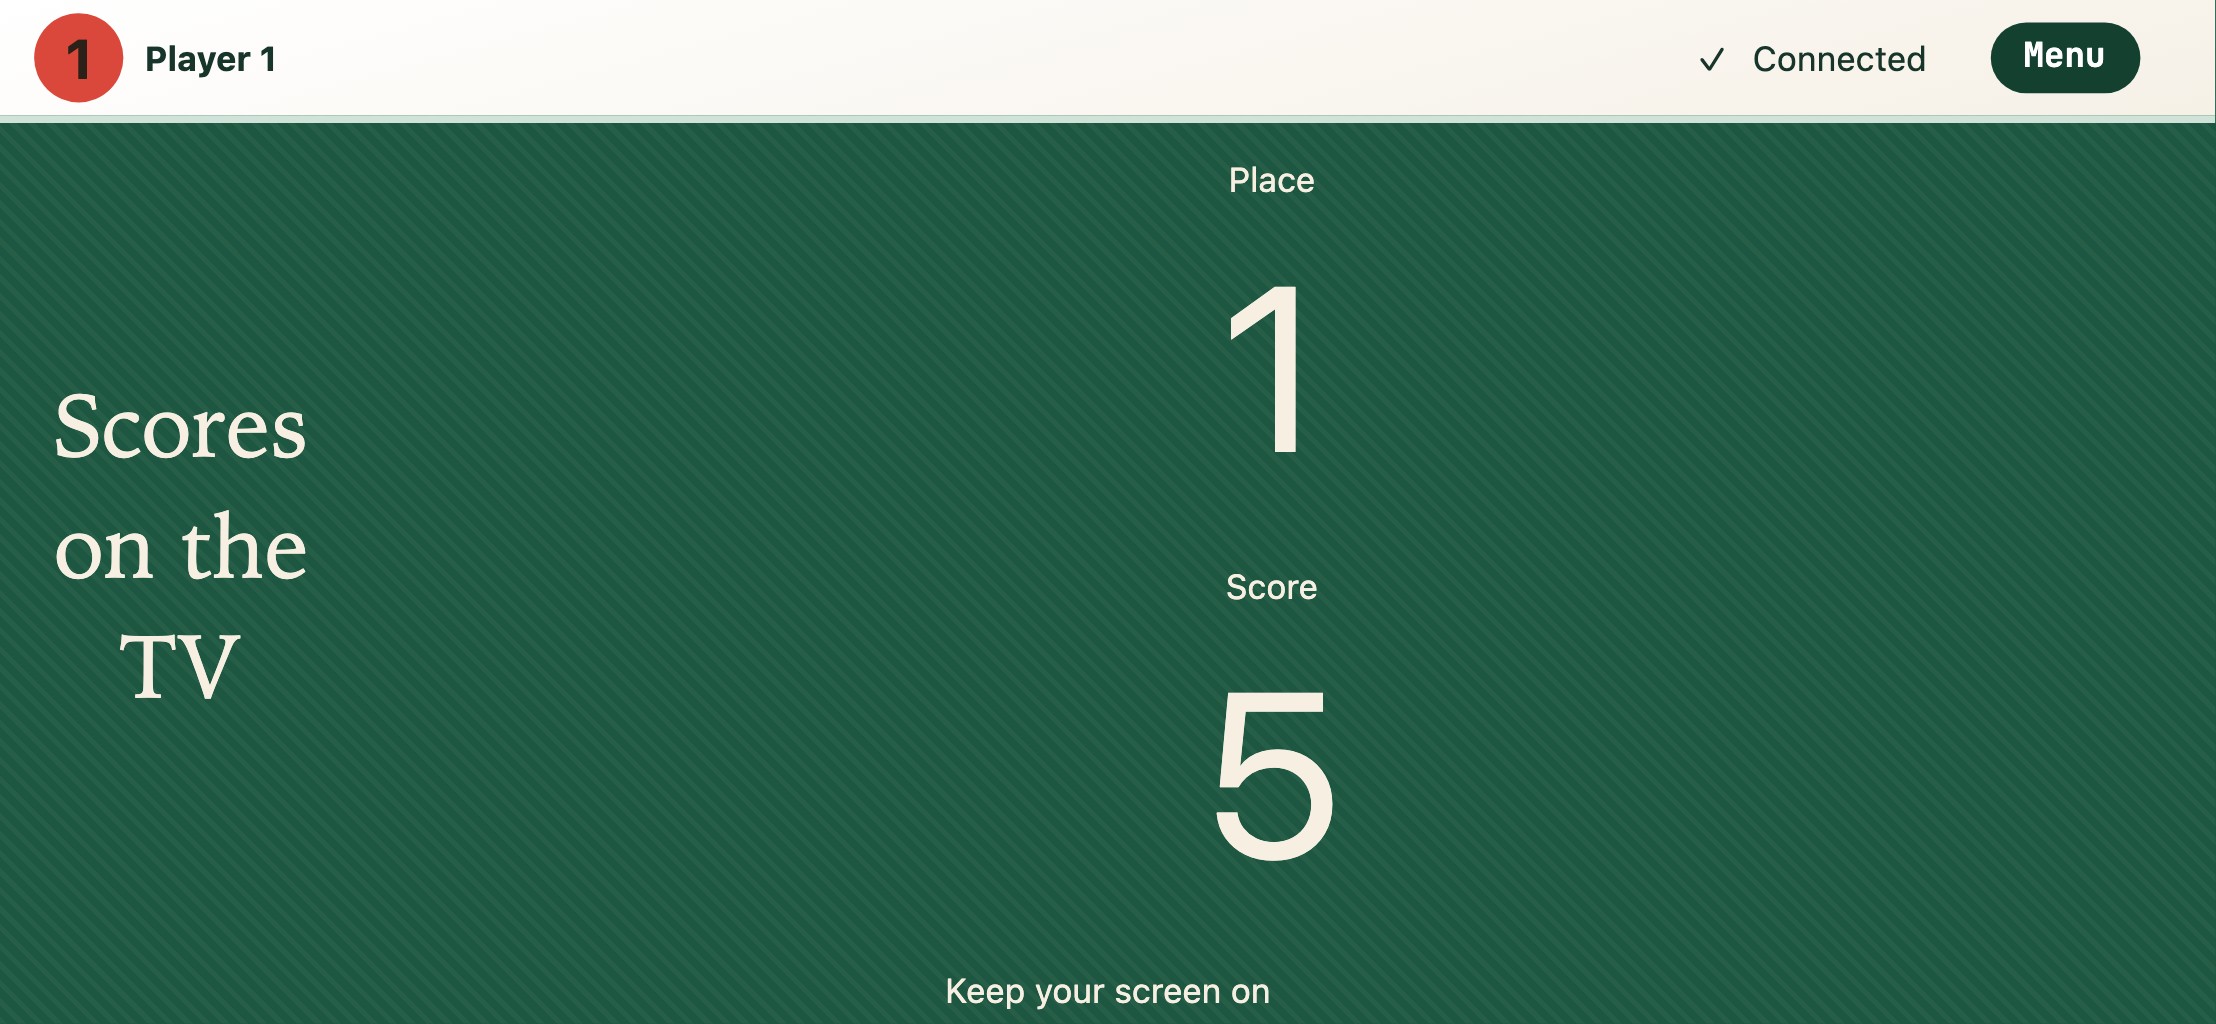 1 Player 1 ✓ Connected Menu
Scores
on the
TV
Place
1
Score
5
Keep your screen on